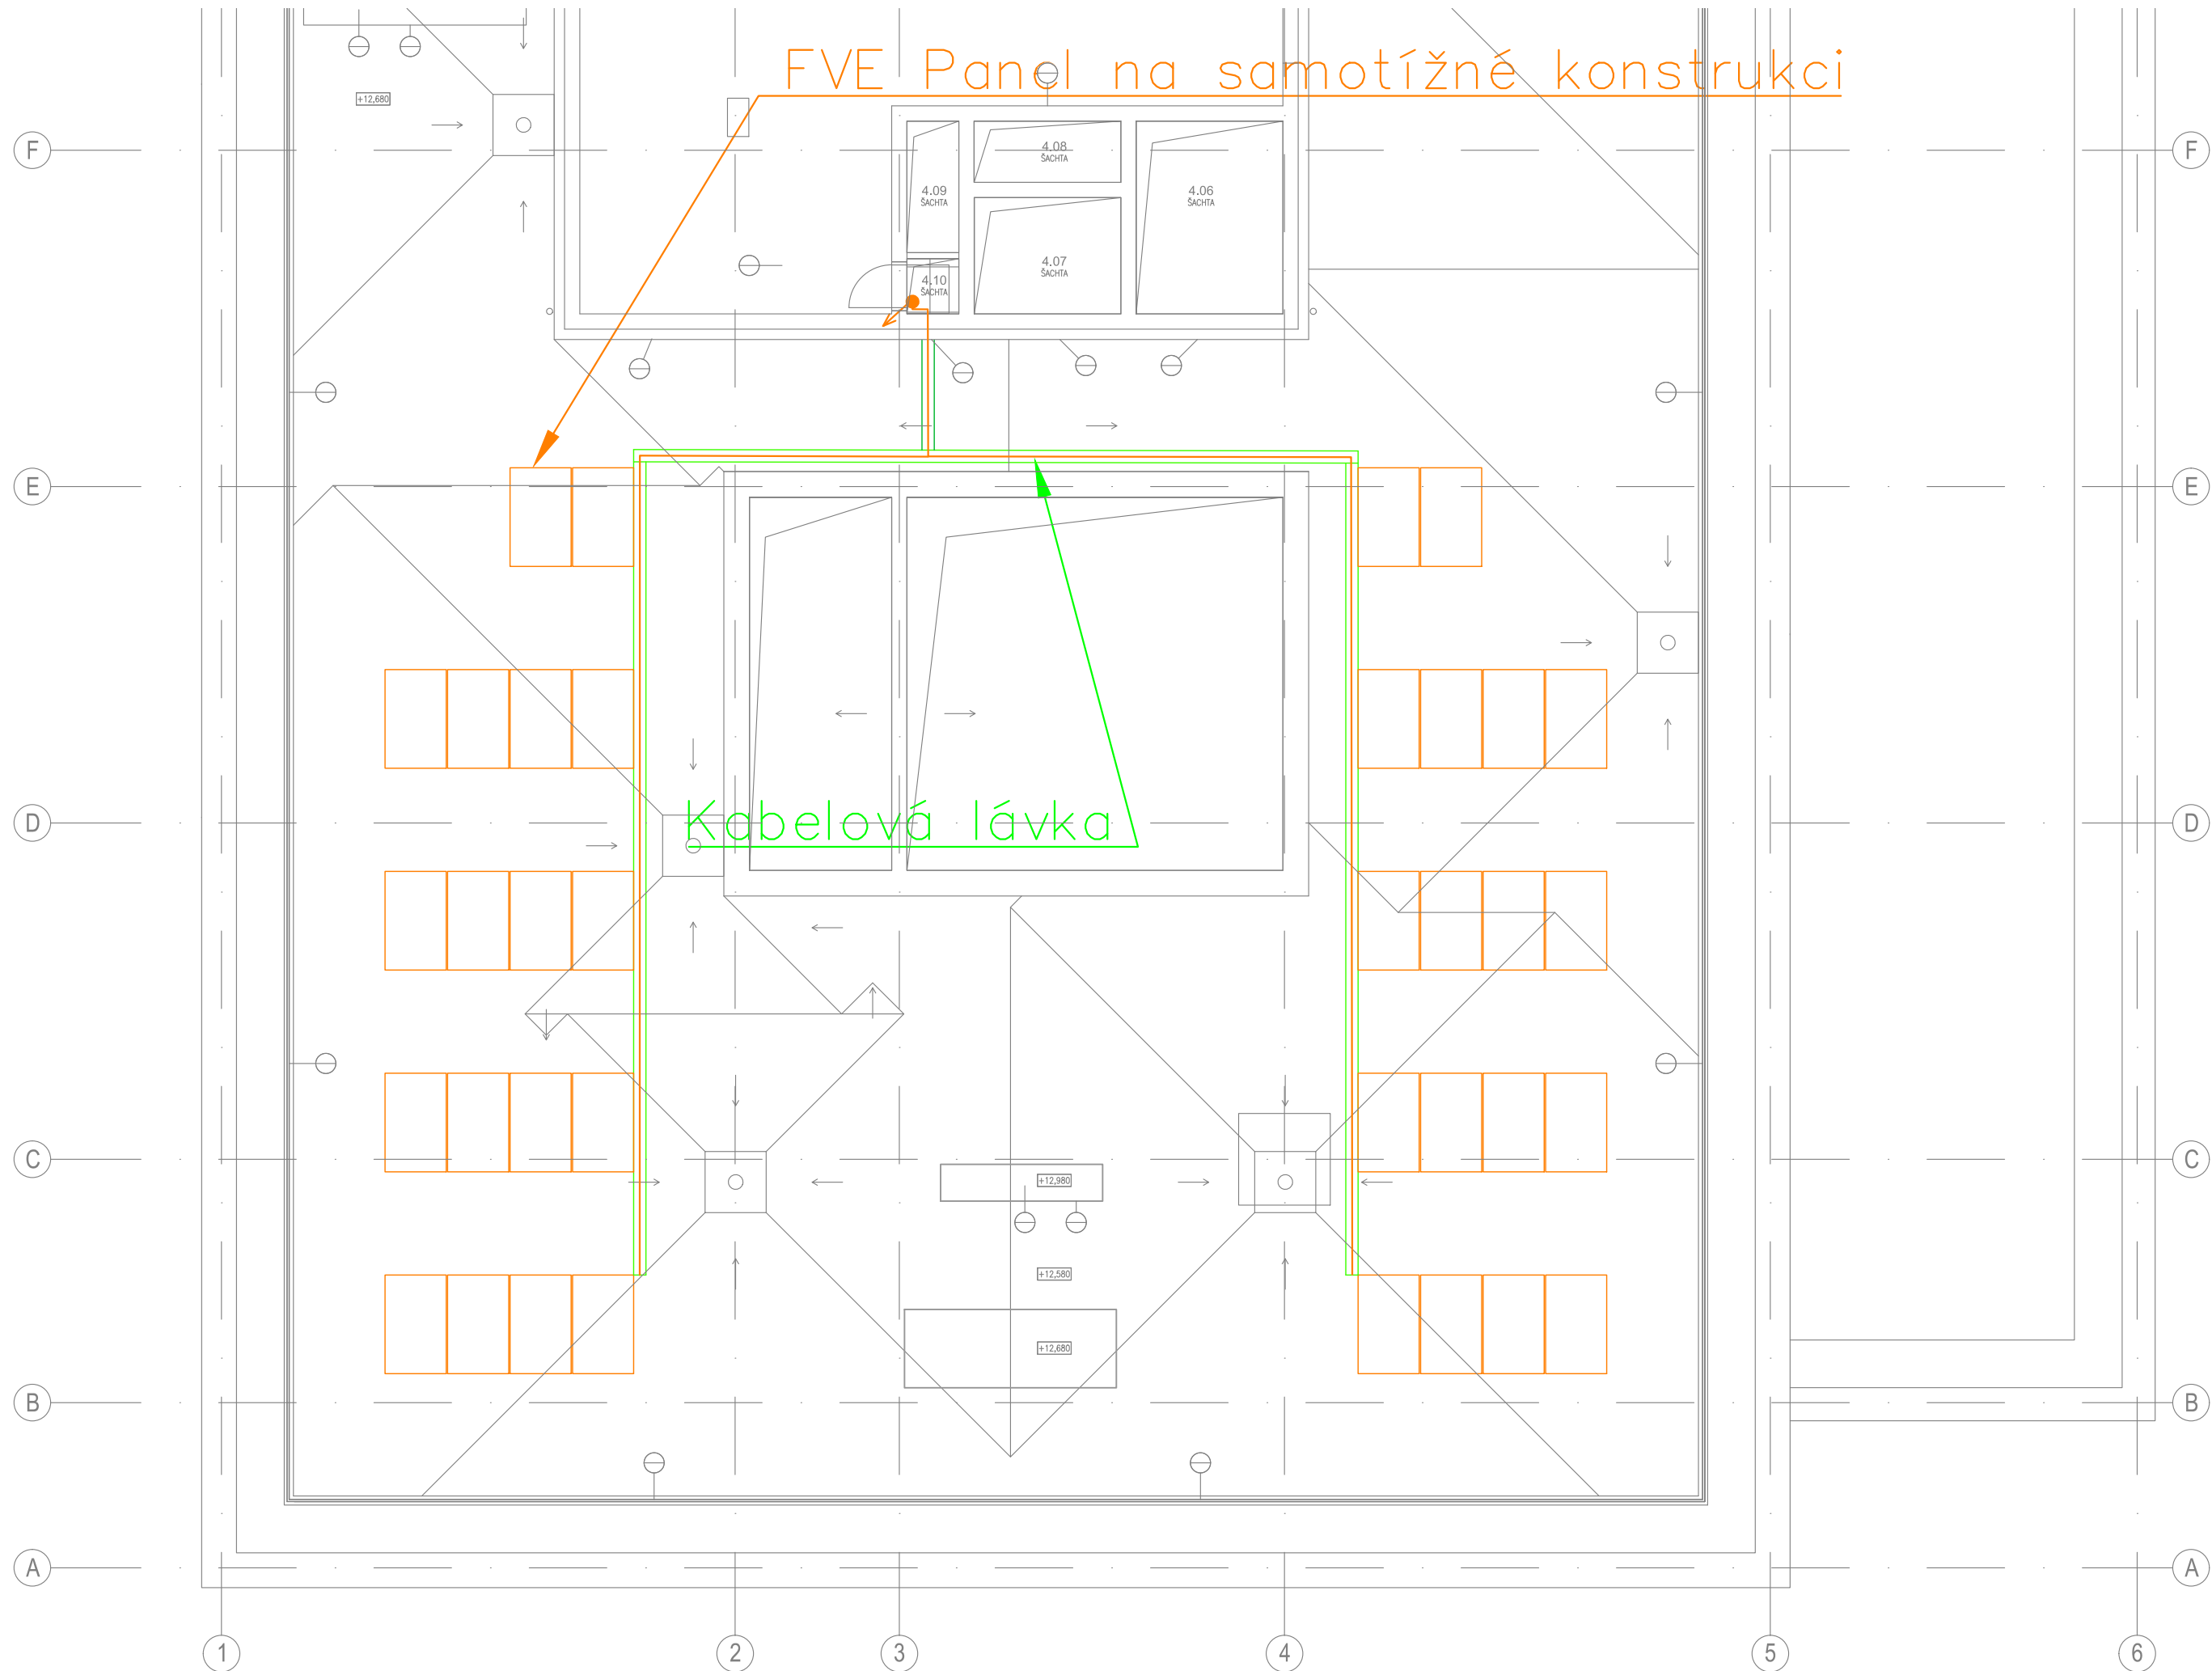 FVE Panel na samotížné konstrukci
+12,680
F
F
4.08
ŠACHTA
4.09
ŠACHTA
4.06
ŠACHTA
4.07
ŠACHTA
4.10
ŠACHTA
E
E
Kabelová lávka
D
D
C
C
+12,980
+12,580
+12,680
B
B
A
A
1
2
3
4
5
6